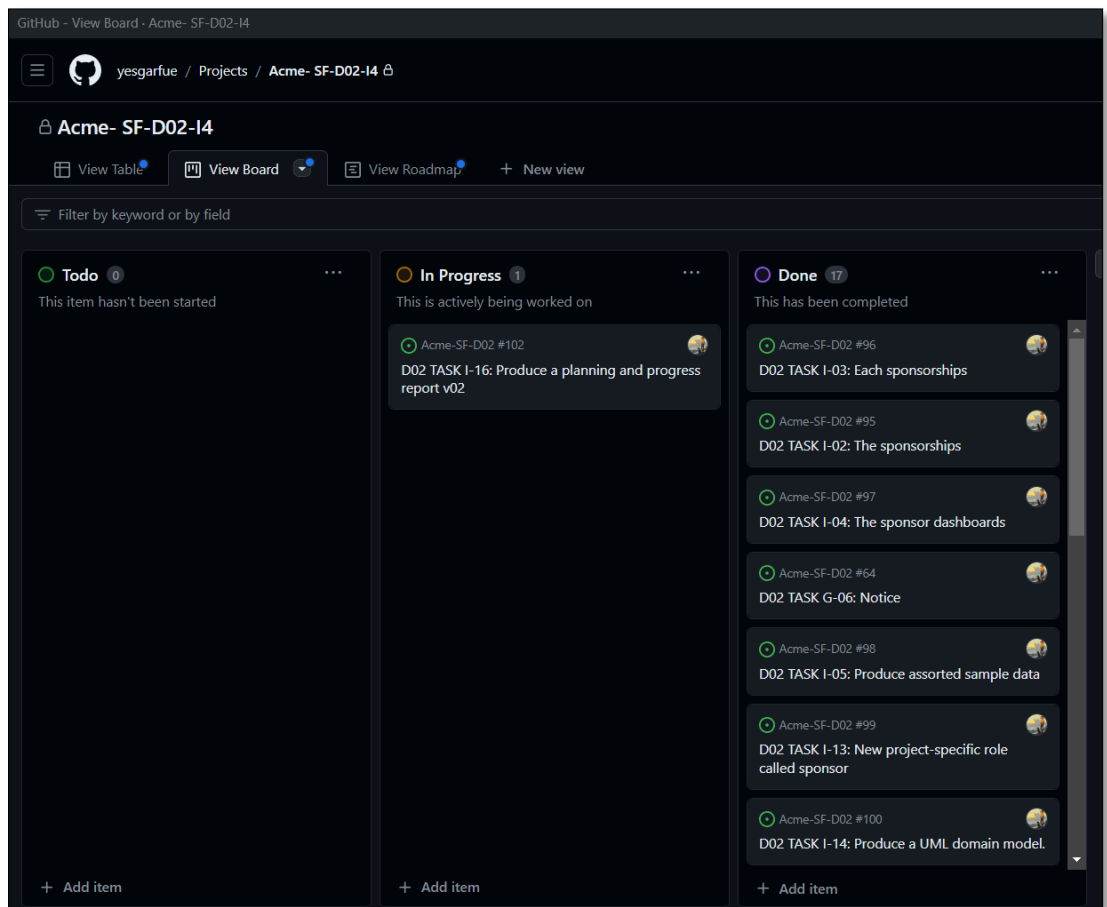 GitHub - View Board · Acme- SF-D02-I4
yesgarfue / Projects / Acme- SF-D02-I4
Acme- SF-D02-I4
View Table
View Board
View Roadmap
+ New view
Filter by keyword or by field
Todo 0
This item hasn't been started
+ Add item
In Progress 1
This is actively being worked on
Acme-SF-D02 #102
D02 TASK I-16: Produce a planning and progress
report v02
+ Add item
Done 17
This has been completed
Acme-SF-D02 #96
D02 TASK I-03: Each sponsorships
Acme-SF-D02 #95
D02 TASK I-02: The sponsorships
Acme-SF-D02 #97
D02 TASK I-04: The sponsor dashboards
Acme-SF-D02 #64
D02 TASK G-06: Notice
Acme-SF-D02 #98
D02 TASK I-05: Produce assorted sample data
Acme-SF-D02 #99
D02 TASK I-13: New project-specific role
called sponsor
Acme-SF-D02 #100
D02 TASK I-14: Produce a UML domain model.
+ Add item